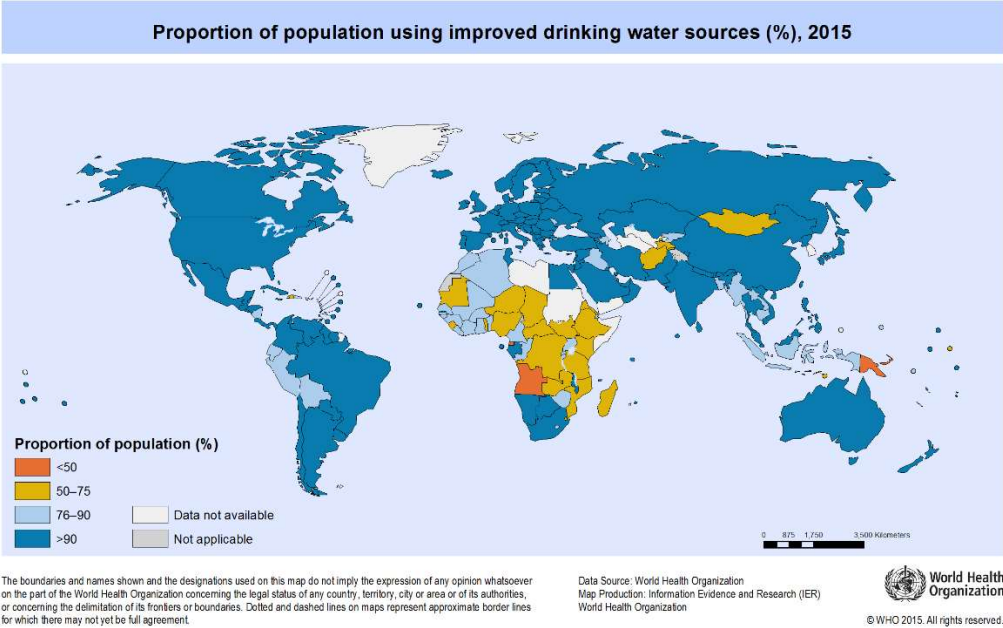 Proportion of population using improved drinking water sources (%), 2015
Proportion of population (%)
<50
50–75
76–90
>90
Data not available
Not applicable
0 875 1,750 3,500 Kilometers
The boundaries and names shown and the designations used on this map do not imply the expression of any opinion whatsoever
on the part of the World Health Organization concerning the legal status of any country, territory, city or area or of its authorities,
or concerning the delimitation of its frontiers or boundaries. Dotted and dashed lines on maps represent approximate border lines
for which there may not yet be full agreement.
Data Source: World Health Organization
Map Production: Information Evidence and Research (IER)
World Health Organization
World Health
Organization
© WHO 2015. All rights reserved.